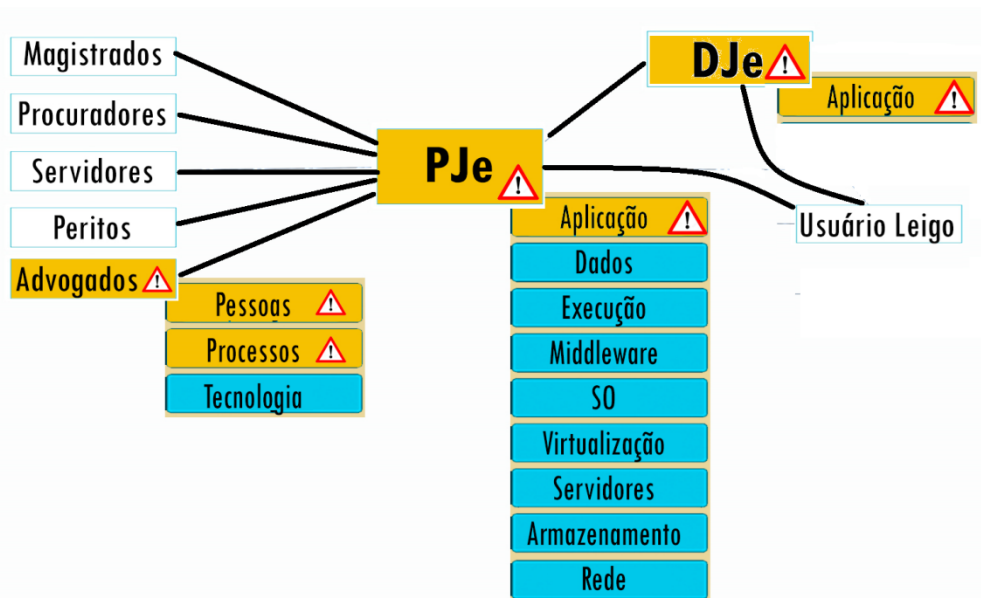 Magistrados
Procuradores
Servidores
Peritos
Advogados
Pessoas
Processos
Tecnologia
PJe
Aplicação
Dados
Execução
Middleware
SO
Virtualização
Servidores
Armazenamento
Rede
DJe
Aplicação
Usuário Leigo